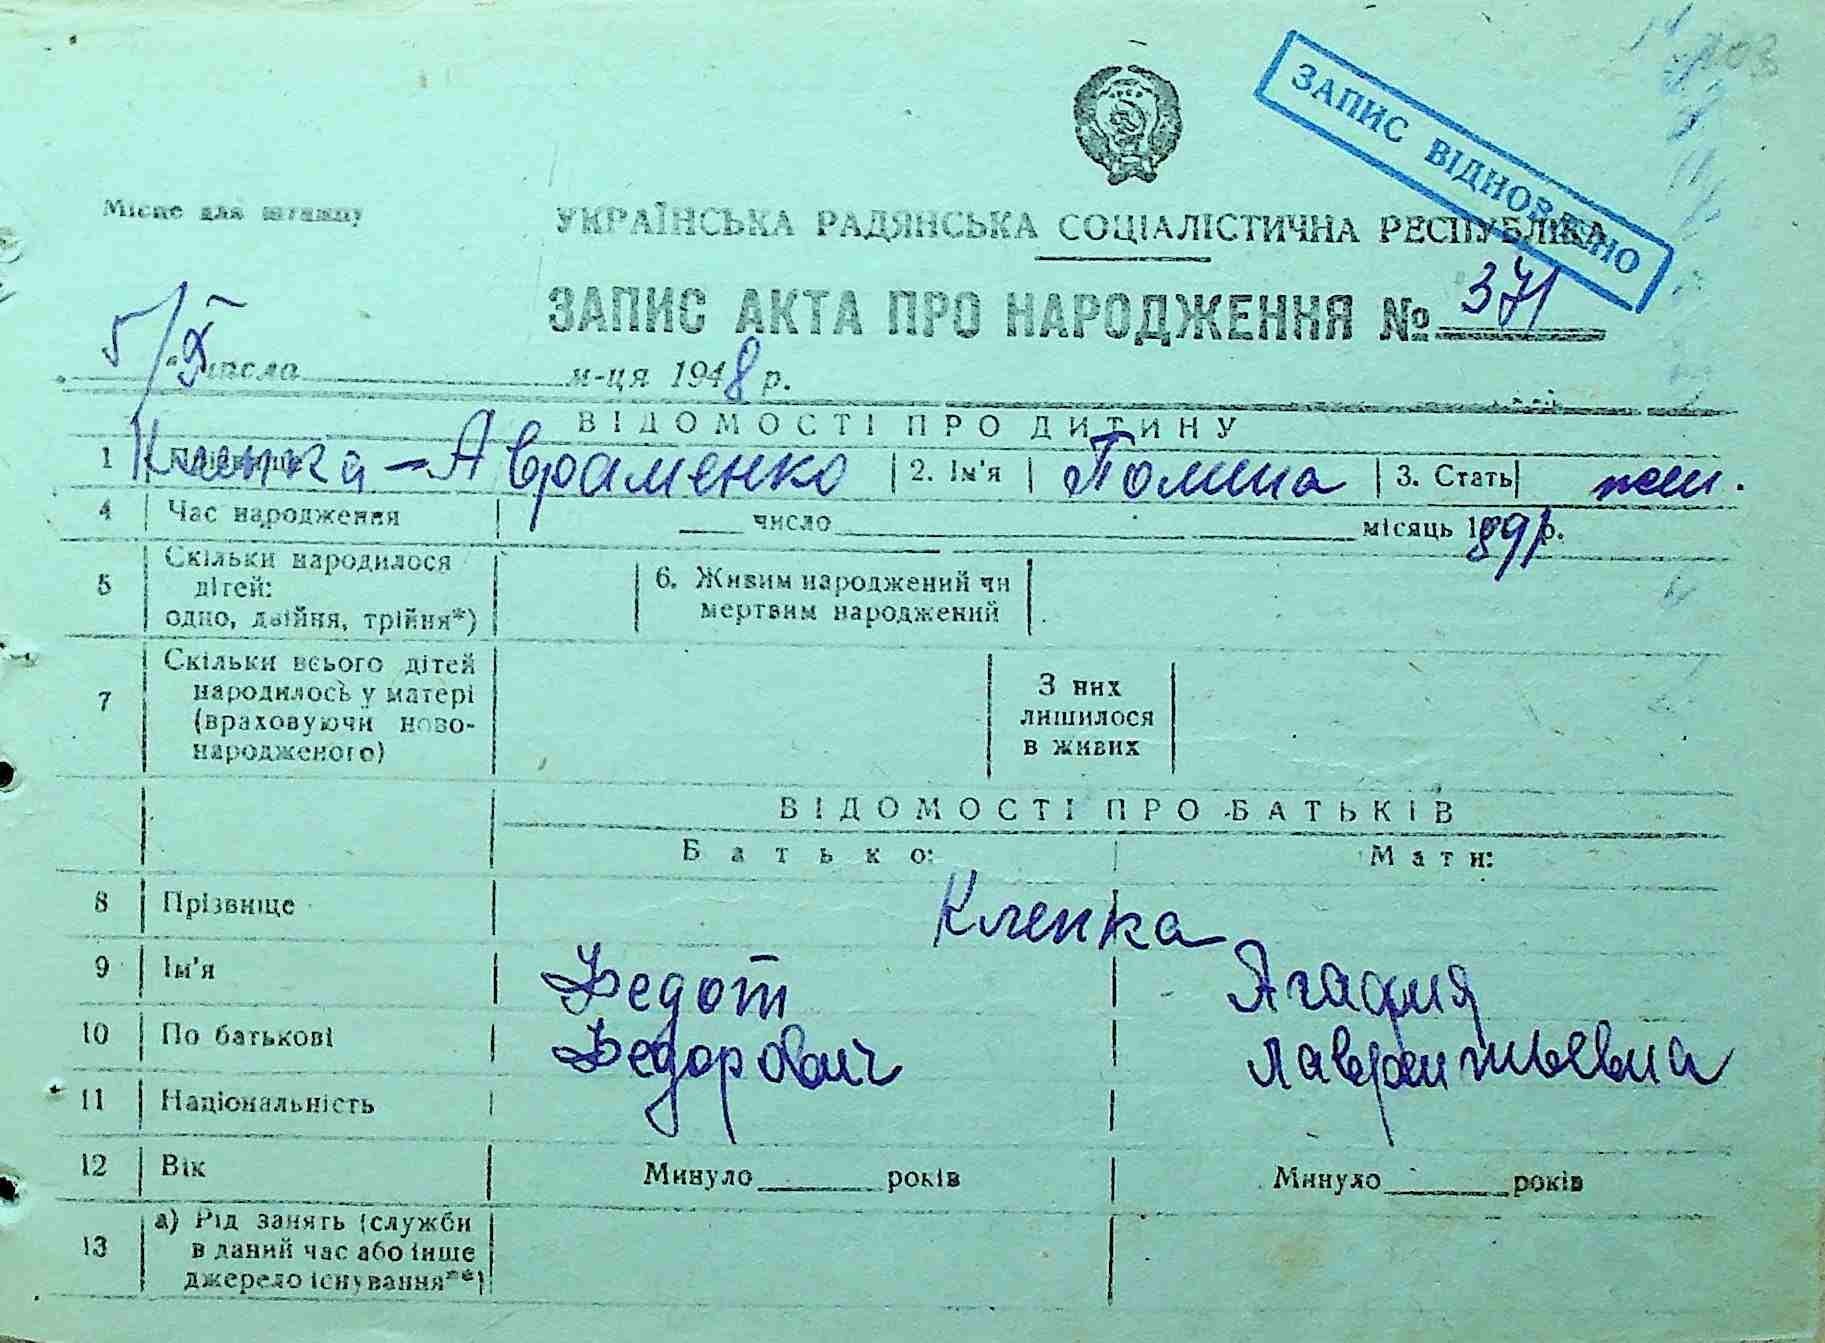 ЗАПИС ВІДНОВЛЕНО
Місце для штампу
УКРАЇНСЬКА РАДЯНСЬКА СОЦІАЛІСТИЧНА РЕСПУБЛІКА
ЗАПИС АКТА ПРО НАРОДЖЕННЯ № 371
5/X числа м-ця 1948 р.
ВІДОМОСТІ ПРО ДИТИНУ
1 Прізвище Клепка-Авраменко 2. Ім'я Полина 3. Стать жен.
4 Час народження число місяць 1891 р.
5 Скільки народилося
дітей:
одно, двійня, трійня*)
6. Живим народжений чи
мертвим народжений
7 Скільки всього дітей
народилось у матері
(враховуючи ново-
народженого)
З них
лишилося
в живих
ВІДОМОСТІ ПРО БАТЬКІВ
Батько: Мати:
8 Прізвище Клепка
9 Ім'я Федот Агафия
10 По батькові Федорович Лаврентьевна
11 Національність
12 Вік Минуло років Минуло років
13 а) Рід занять (служби
в даний час або інше
джерело існування**)